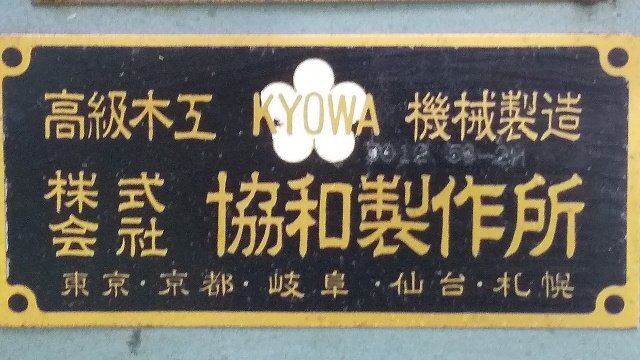 高級木工 KYOWA 機械製造
株式会社 協和製作所
東京・京都・岐阜・仙台・札幌